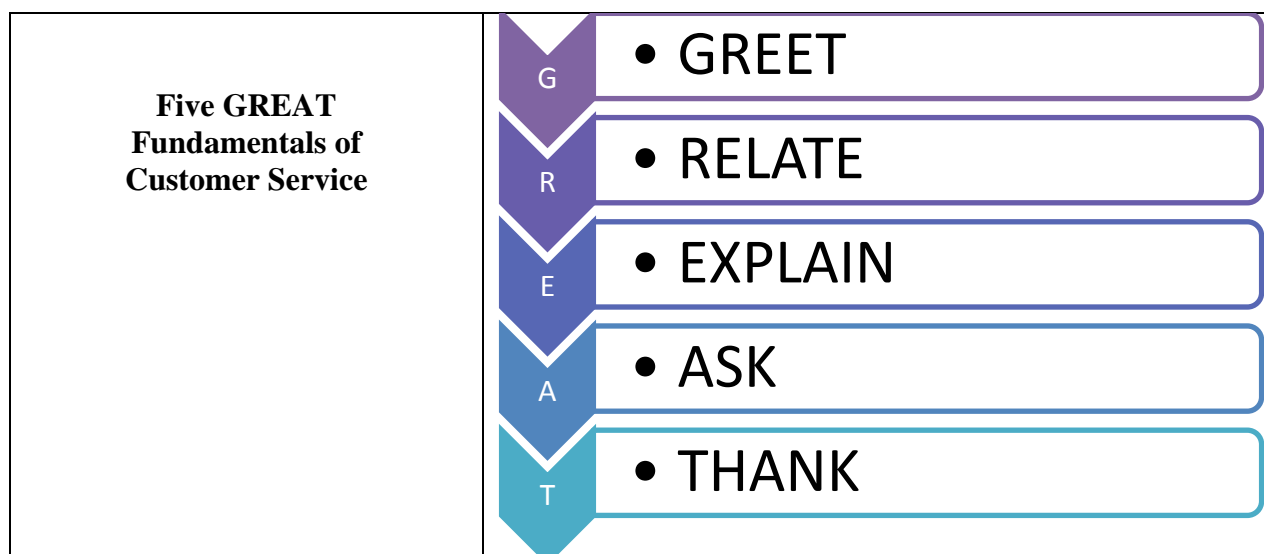 Five GREAT
Fundamentals of
Customer Service
G
• GREET
R
• RELATE
E
• EXPLAIN
A
• ASK
T
• THANK